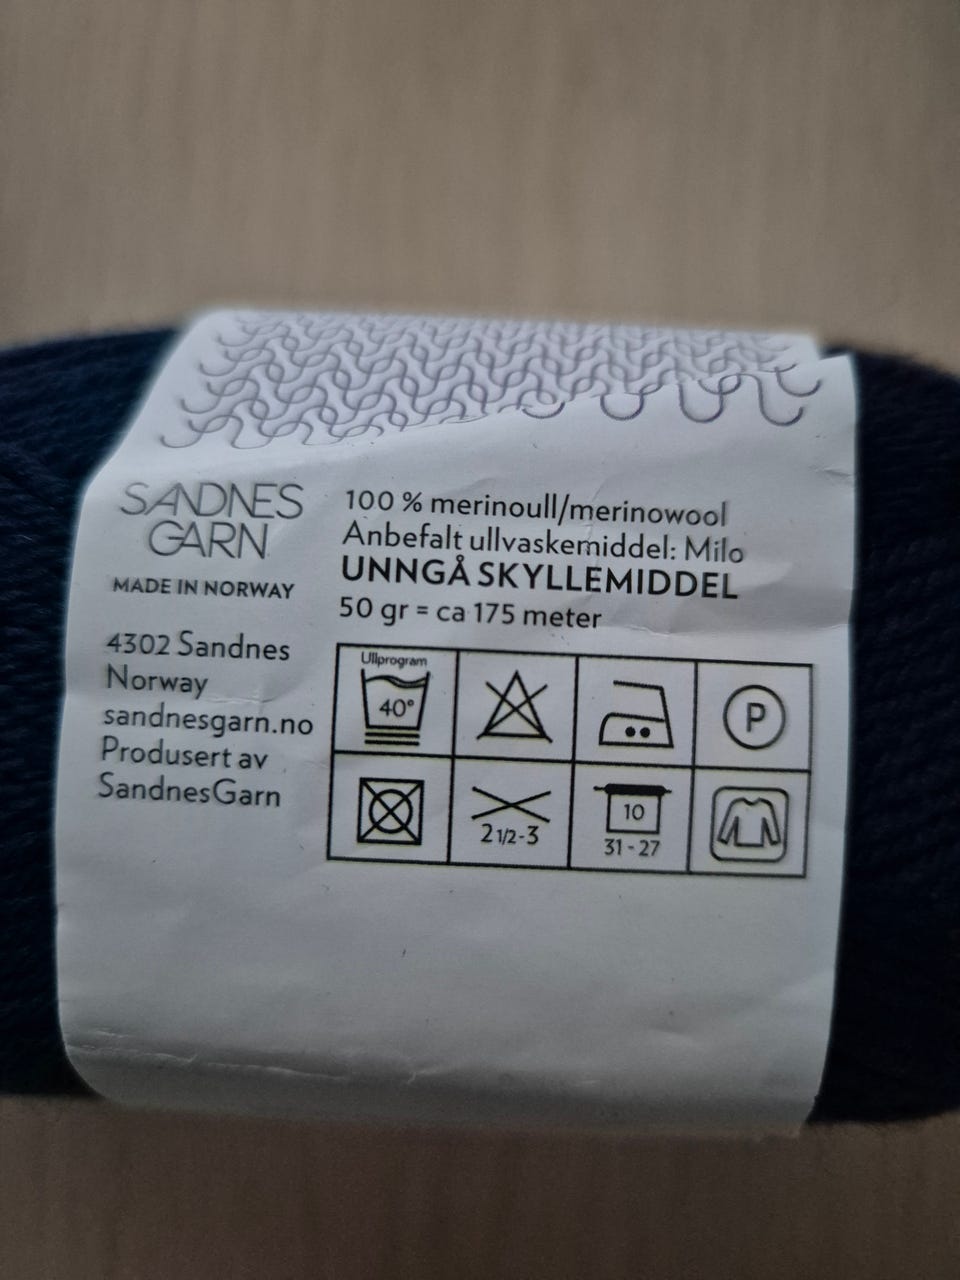 SANDNES
GARN
MADE IN NORWAY
4302 Sandnes
Norway
sandnesgarn.no
Produsert av
SandnesGarn
100 % merinoull/merinowool
Anbefalt ullvaskemiddel: Milo
UNNGÅ SKYLLEMIDDEL
50 gr = ca 175 meter
Ullprogram
40°
P
2 1/2-3
10
31 - 27